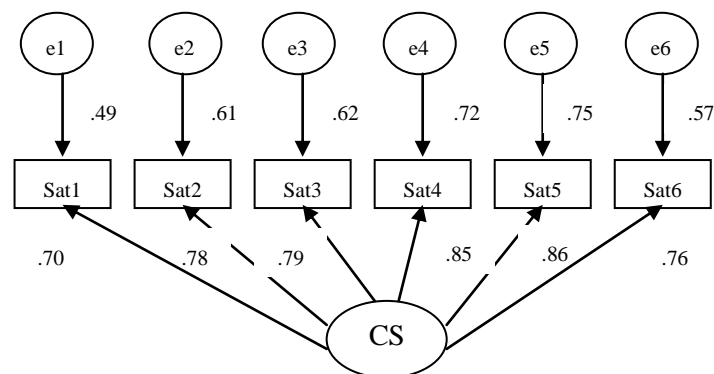 e1 e2 e3 e4 e5 e6
.49 .61 .62 .72 .75 .57
Sat1 Sat2 Sat3 Sat4 Sat5 Sat6
.70 .78 .79 .85 .86 .76
CS